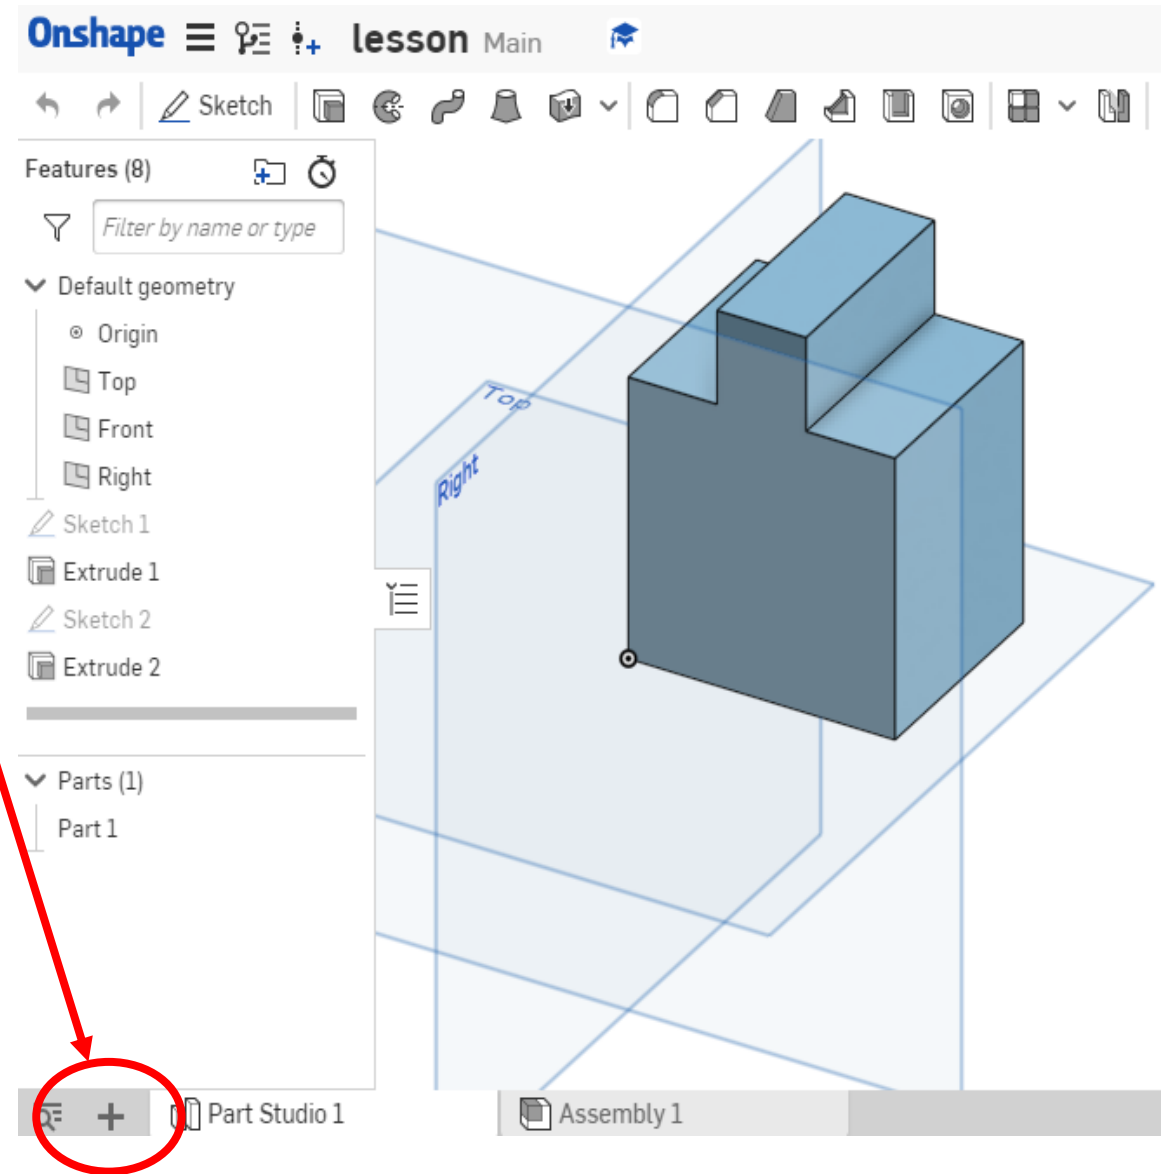 Onshape lesson Main
Sketch
Features (8)
Filter by name or type
Default geometry
Origin
Top
Front
Right
Sketch 1
Extrude 1
Sketch 2
Extrude 2
Parts (1)
Part 1
Top
Right
Part Studio 1 Assembly 1